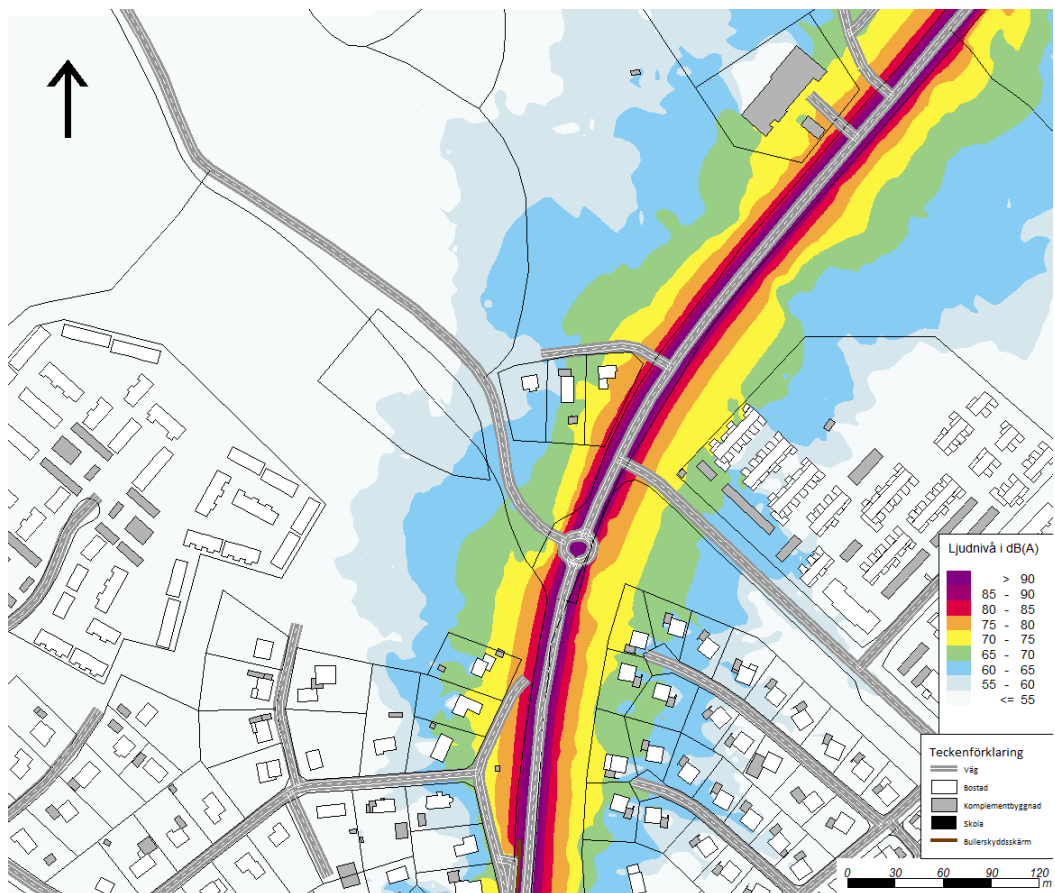 Ljudnivå i dB(A)
> 90
85 - 90
80 - 85
75 - 80
70 - 75
65 - 70
60 - 65
55 - 60
<= 55
Teckenförklaring
Väg
Bostad
Komplementbyggnad
Skola
Bullerskyddsskärm
0 30 60 90 120
m